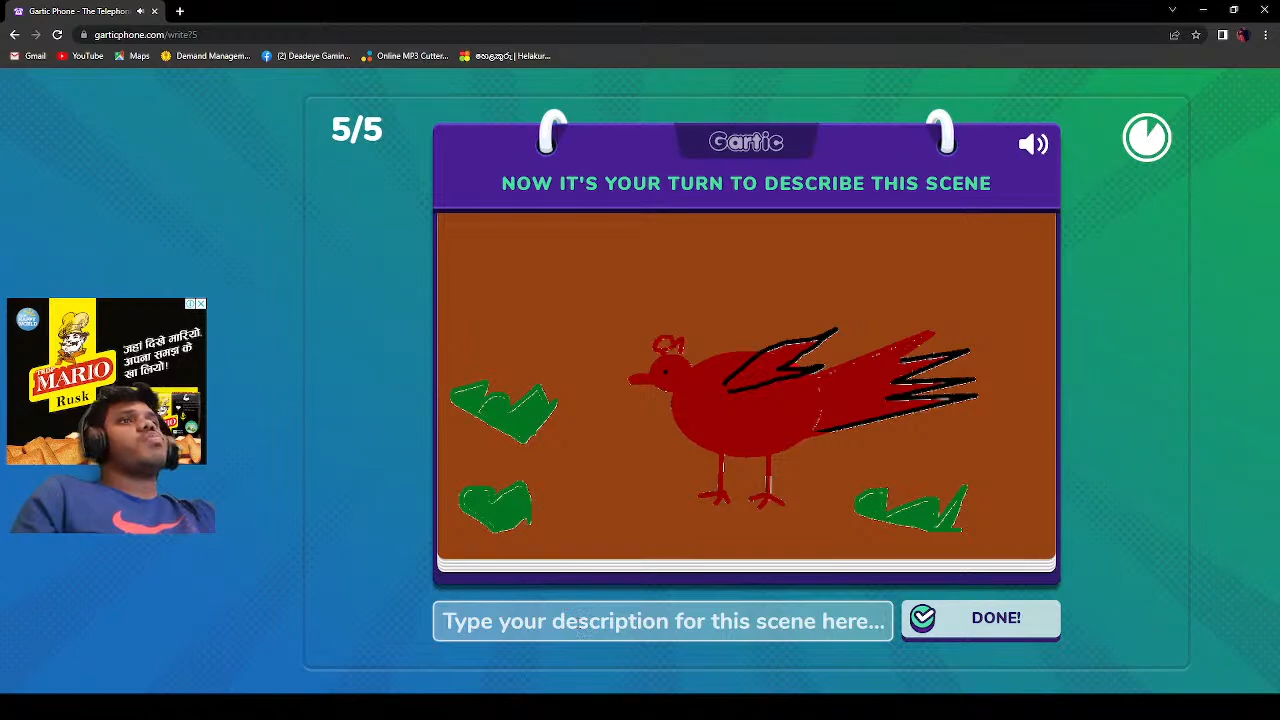 Gartic Phone - The Telephon
garticphone.com/write?5
Gmail
YouTube
Maps
Demand Managem...
(2) Deadeye Gamin...
Online MP3 Cutter...
හෙළකුරු | Helakur...
5/5
Gartic
NOW IT'S YOUR TURN TO DESCRIBE THIS SCENE
जहां दिखे मारियो,
अपना समझ के
खा लियो!
MARIO
Rusk
Type your description for this scene here...
DONE!